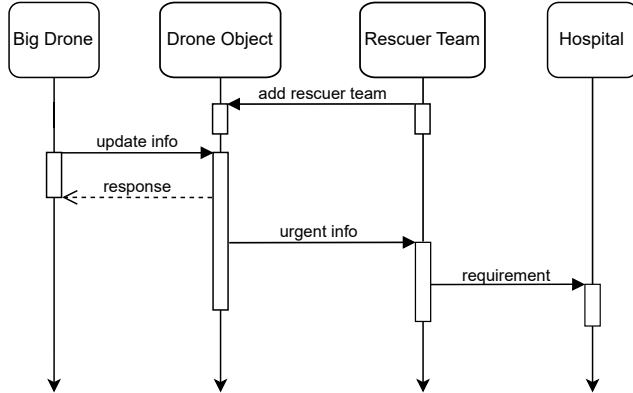 Big Drone
Drone Object
Rescuer Team
Hospital
add rescuer team
update info
response
urgent info
requirement